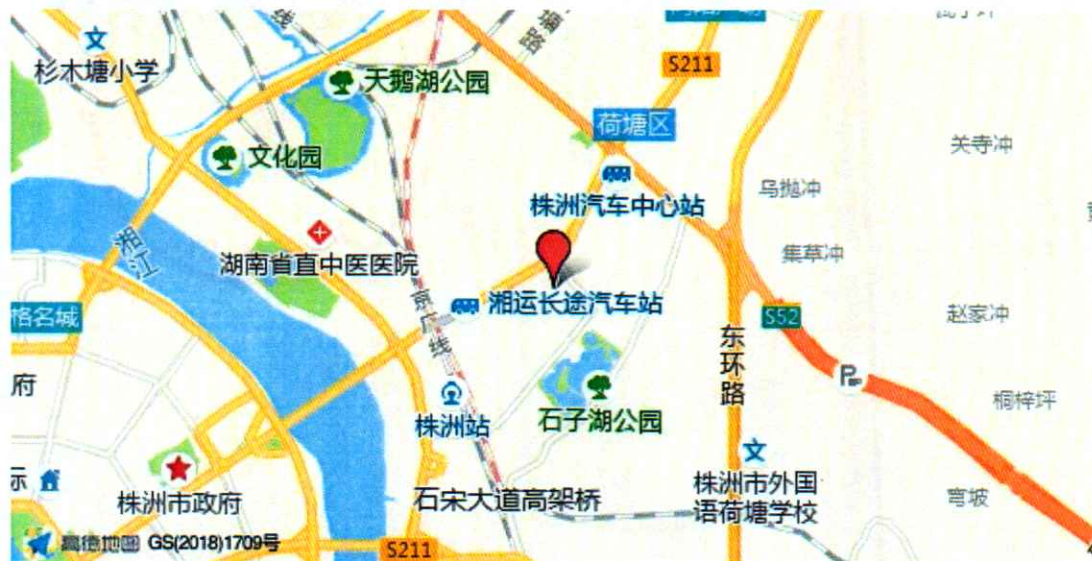 S211
文
杉木塘小学
天鹅湖公园
荷塘区
关寺冲
文化园
乌抛冲
株洲汽车中心站
湘江
湖南省直中医医院
集草冲
京广线
湘运长途汽车站
格名城
S52
赵家冲
东环路
府
株洲站
石子湖公园
桐梓坪
文
株洲市外国
语荷塘学校
标
株洲市政府
石宋大道高架桥
穹坡
高德地图 GS(2018)1709号
S211